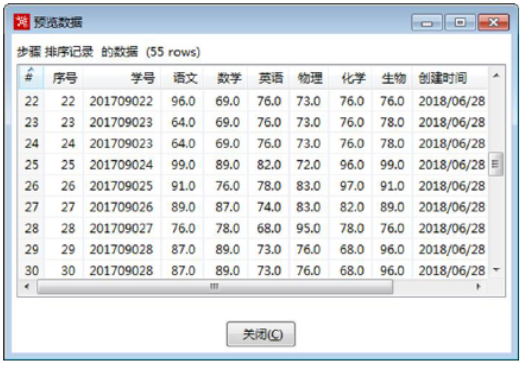 预览数据
步骤 排序记录 的数据 (55 rows)
# 序号 学号 语文 数学 英语 物理 化学 生物 创建时间
22 22 201709022 96.0 69.0 76.0 73.0 76.0 76.0 2018/06/28
23 23 201709023 64.0 69.0 76.0 73.0 76.0 78.0 2018/06/28
24 24 201709023 64.0 69.0 76.0 73.0 76.0 78.0 2018/06/28
25 25 201709024 99.0 89.0 82.0 72.0 96.0 99.0 2018/06/28
26 26 201709025 91.0 76.0 78.0 83.0 97.0 91.0 2018/06/28
27 27 201709026 89.0 87.0 74.0 83.0 82.0 89.0 2018/06/28
28 28 201709027 76.0 78.0 68.0 95.0 78.0 76.0 2018/06/28
29 29 201709028 87.0 89.0 73.0 76.0 68.0 96.0 2018/06/28
30 30 201709028 87.0 89.0 73.0 76.0 68.0 96.0 2018/06/28
关闭(C)